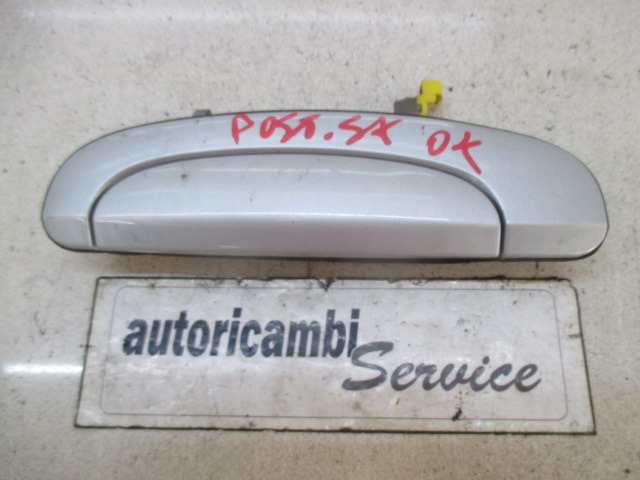 POST. SX OK
autoricambi
Service